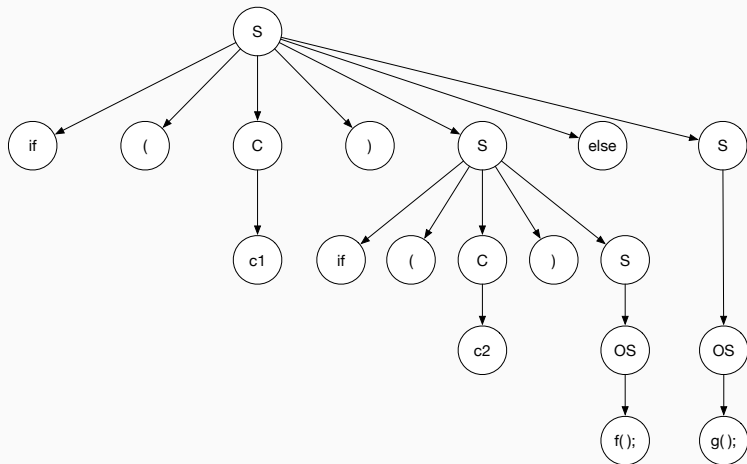 S
if ( C ) S else S
c1 if ( C ) S
c2 OS OS
f( ); g( );